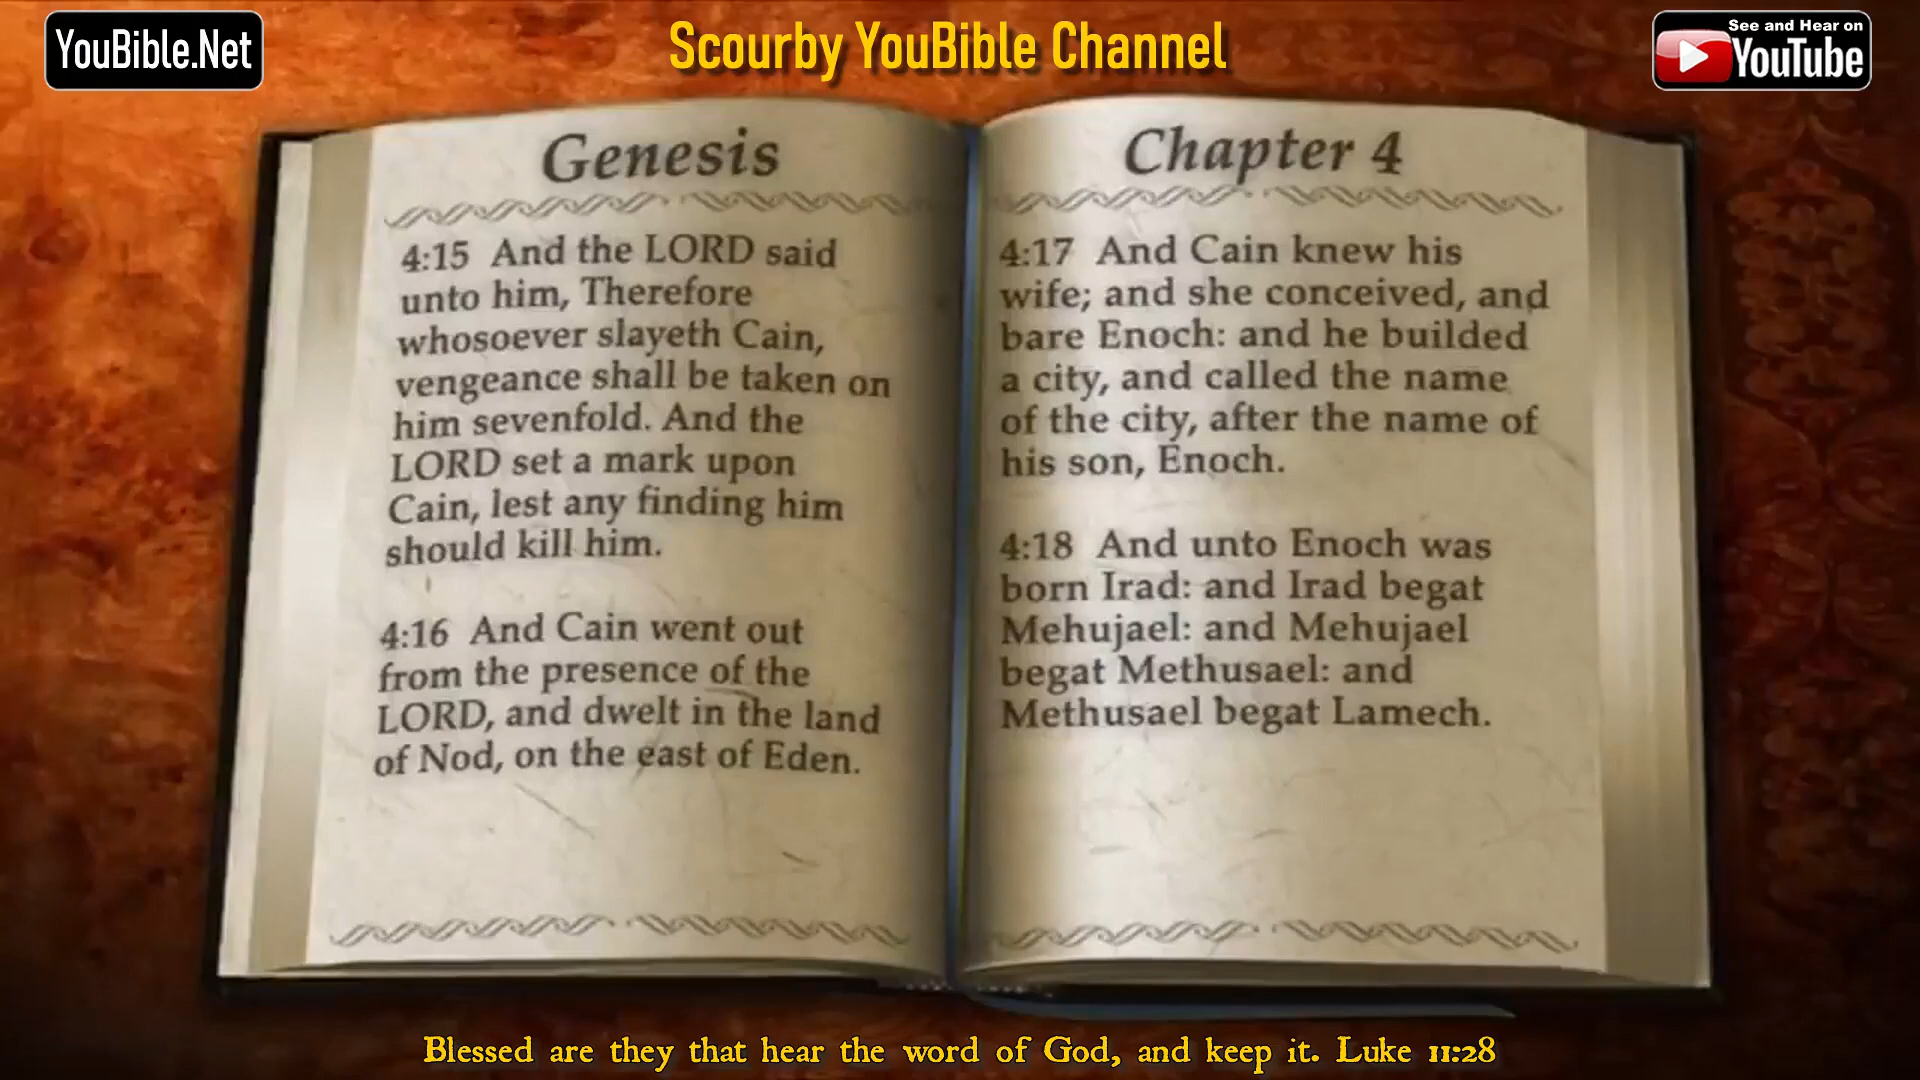 YouBible.Net
Scourby YouBible Channel
See and Hear on
YouTube
Genesis
4:15 And the LORD said
unto him, Therefore
whosoever slayeth Cain,
vengeance shall be taken on
him sevenfold. And the
LORD set a mark upon
Cain, lest any finding him
should kill him.
4:16 And Cain went out
from the presence of the
LORD, and dwelt in the land
of Nod, on the east of Eden.
Chapter 4
4:17 And Cain knew his
wife; and she conceived, and
bare Enoch: and he builded
a city, and called the name
of the city, after the name of
his son, Enoch.
4:18 And unto Enoch was
born Irad: and Irad begat
Mehujael: and Mehujael
begat Methusael: and
Methusael begat Lamech.
Blessed are they that hear the word of God, and keep it. Luke 11:28